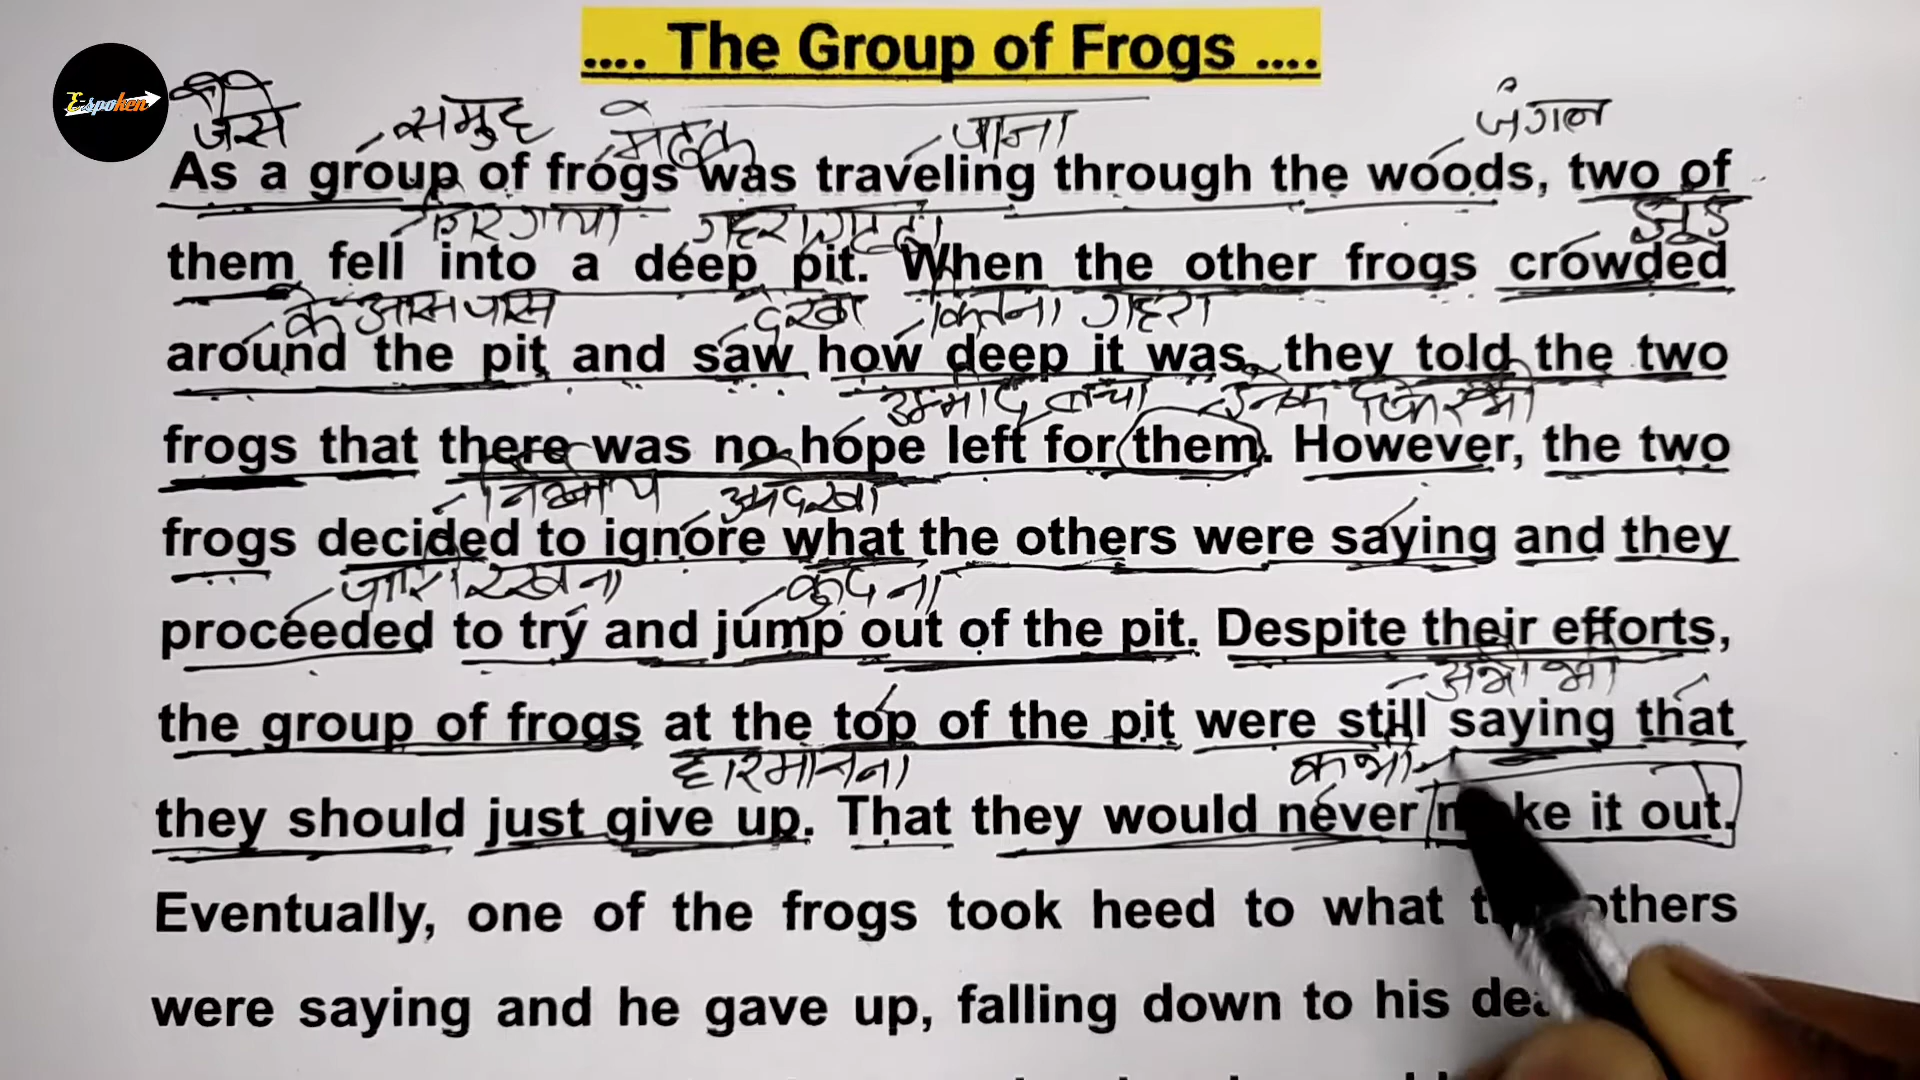 .... The Group of Frogs ....
E-spoken
जैसे समुह मेढक जाना जंगल
As a group of frogs was traveling through the woods, two of
गिर गाया गहरा गढ्ढा झूंड
them fell into a deep pit. When the other frogs crowded
के आस पास देखा कितना गहरा
around the pit and saw how deep it was, they told the two
उम्मीद बचा
frogs that there was no hope left for them. However, the two
अनदेखा
frogs decided to ignore what the others were saying and they
जारी रखना कुदना
proceeded to try and jump out of the pit. Despite their efforts,
अभी भी
the group of frogs at the top of the pit were still saying that
हार मानना कभी न
they should just give up. That they would never make it out.
Eventually, one of the frogs took heed to what the others
were saying and he gave up, falling down to his